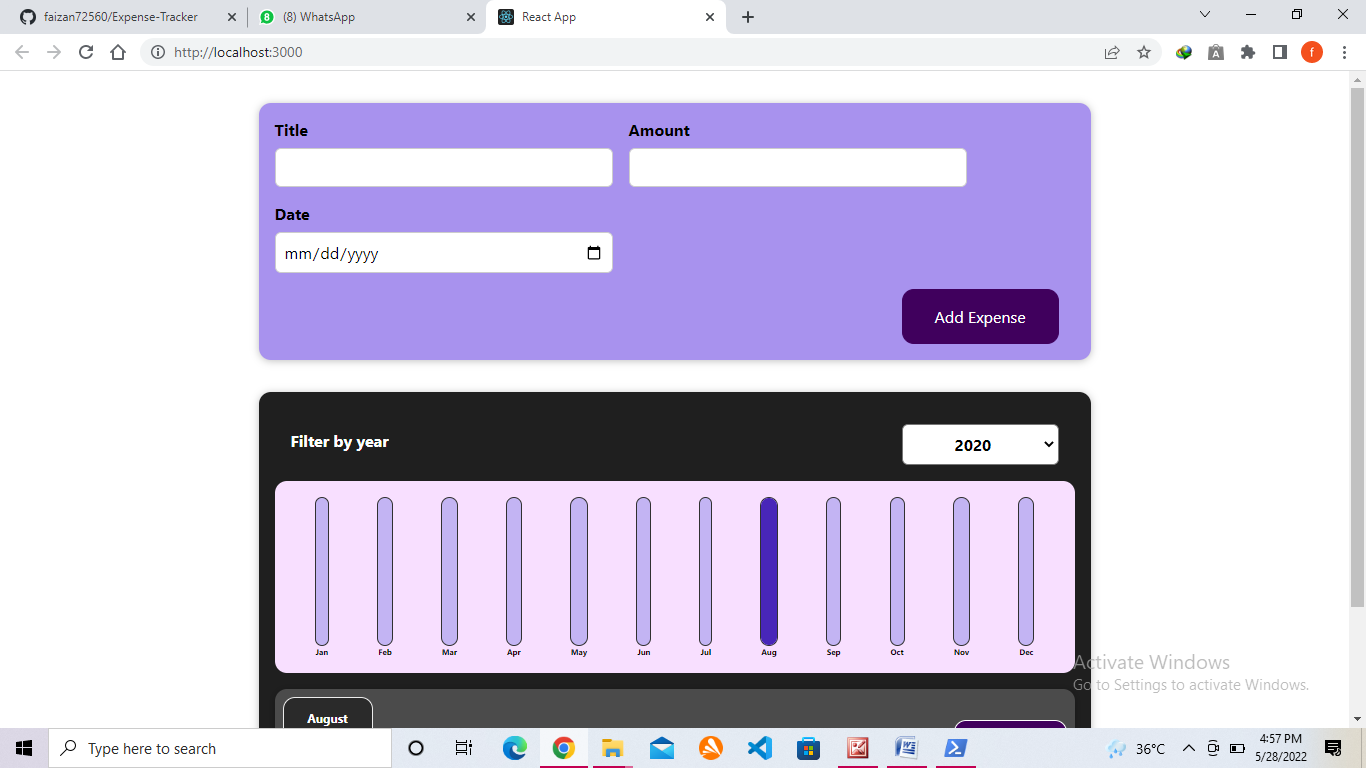 faizan72560/Expense-Tracker
(8) WhatsApp
React App
http://localhost:3000
f
Title
Amount
Date
mm/dd/yyyy
Add Expense
Filter by year
2020
Jan Feb Mar Apr May Jun Jul Aug Sep Oct Nov Dec
August
Activate Windows
Go to Settings to activate Windows.
Type here to search
36°C
4:57 PM
5/28/2022